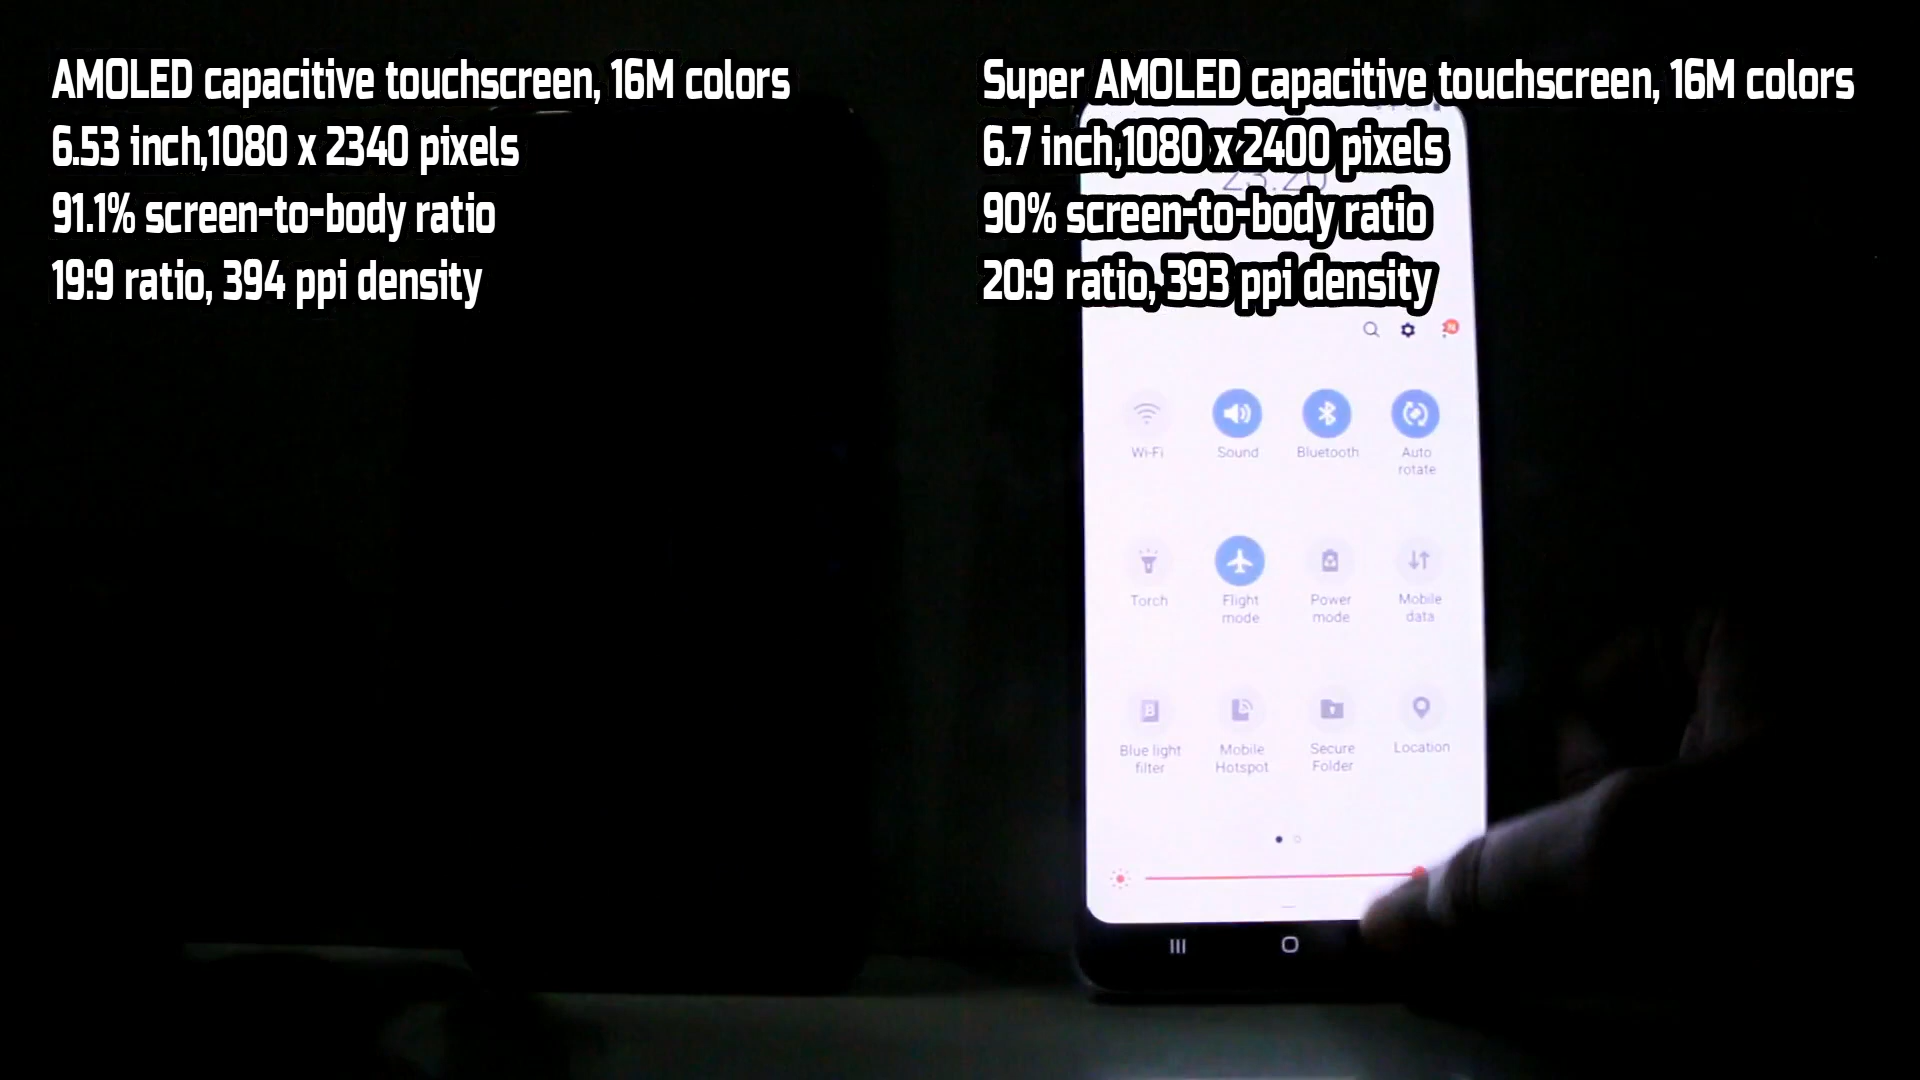 AMOLED capacitive touchscreen, 16M colors
6.53 inch,1080 x 2340 pixels
91.1% screen-to-body ratio
19:9 ratio, 394 ppi density
Super AMOLED capacitive touchscreen, 16M colors
6.7 inch,1080 x 2400 pixels
90% screen-to-body ratio
20:9 ratio, 393 ppi density
Wi-Fi
Sound
Bluetooth
Auto
rotate
Torch
Flight
mode
Power
mode
Mobile
data
Blue light
filter
Mobile
Hotspot
Secure
Folder
Location